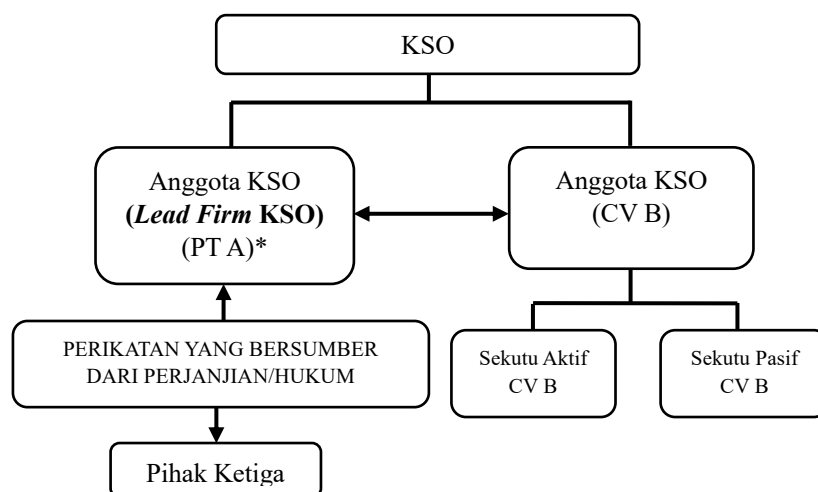 KSO
Anggota KSO
(Lead Firm KSO)
(PT A)*
Anggota KSO
(CV B)
PERIKATAN YANG BERSUMBER
DARI PERJANJIAN/HUKUM
Sekutu Aktif
CV B
Sekutu Pasif
CV B
Pihak Ketiga